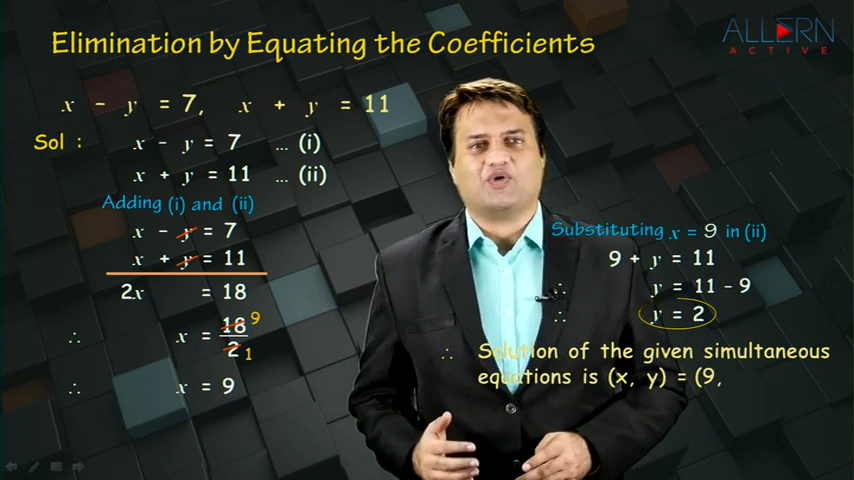 Elimination by Equating the Coefficients
ALLERN
ACTIVE
x - y = 7, x + y = 11
Sol : x - y = 7 ... (i)
x + y = 11 ... (ii)
Adding (i) and (ii)
x - y = 7
x + y = 11
2x = 18
∴ x = 18/2 9 1
∴ x = 9
Substituting x = 9 in (ii)
9 + y = 11
∴ y = 11 - 9
∴ y = 2
∴ Solution of the given simultaneous
equations is (x, y) = (9,